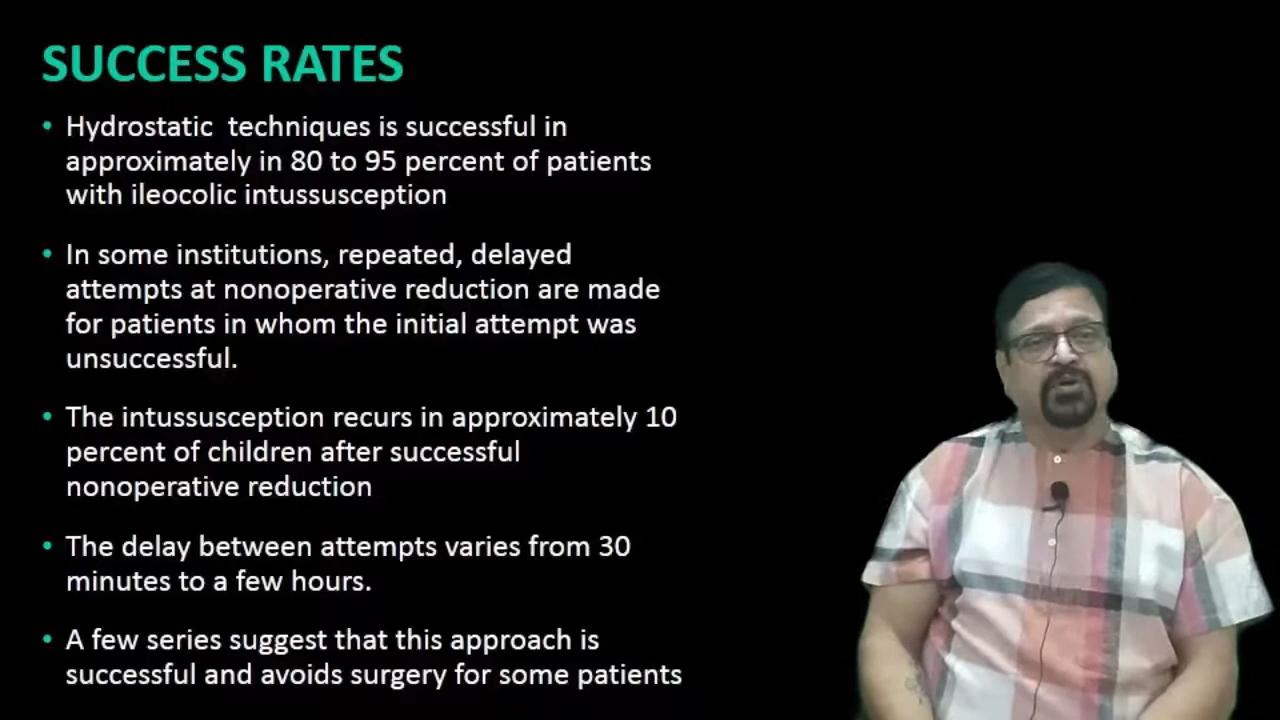 SUCCESS RATES
• Hydrostatic  techniques is successful in
approximately in 80 to 95 percent of patients
with ileocolic intussusception
• In some institutions, repeated, delayed
attempts at nonoperative reduction are made
for patients in whom the initial attempt was
unsuccessful.
• The intussusception recurs in approximately 10
percent of children after successful
nonoperative reduction
• The delay between attempts varies from 30
minutes to a few hours.
• A few series suggest that this approach is
successful and avoids surgery for some patients